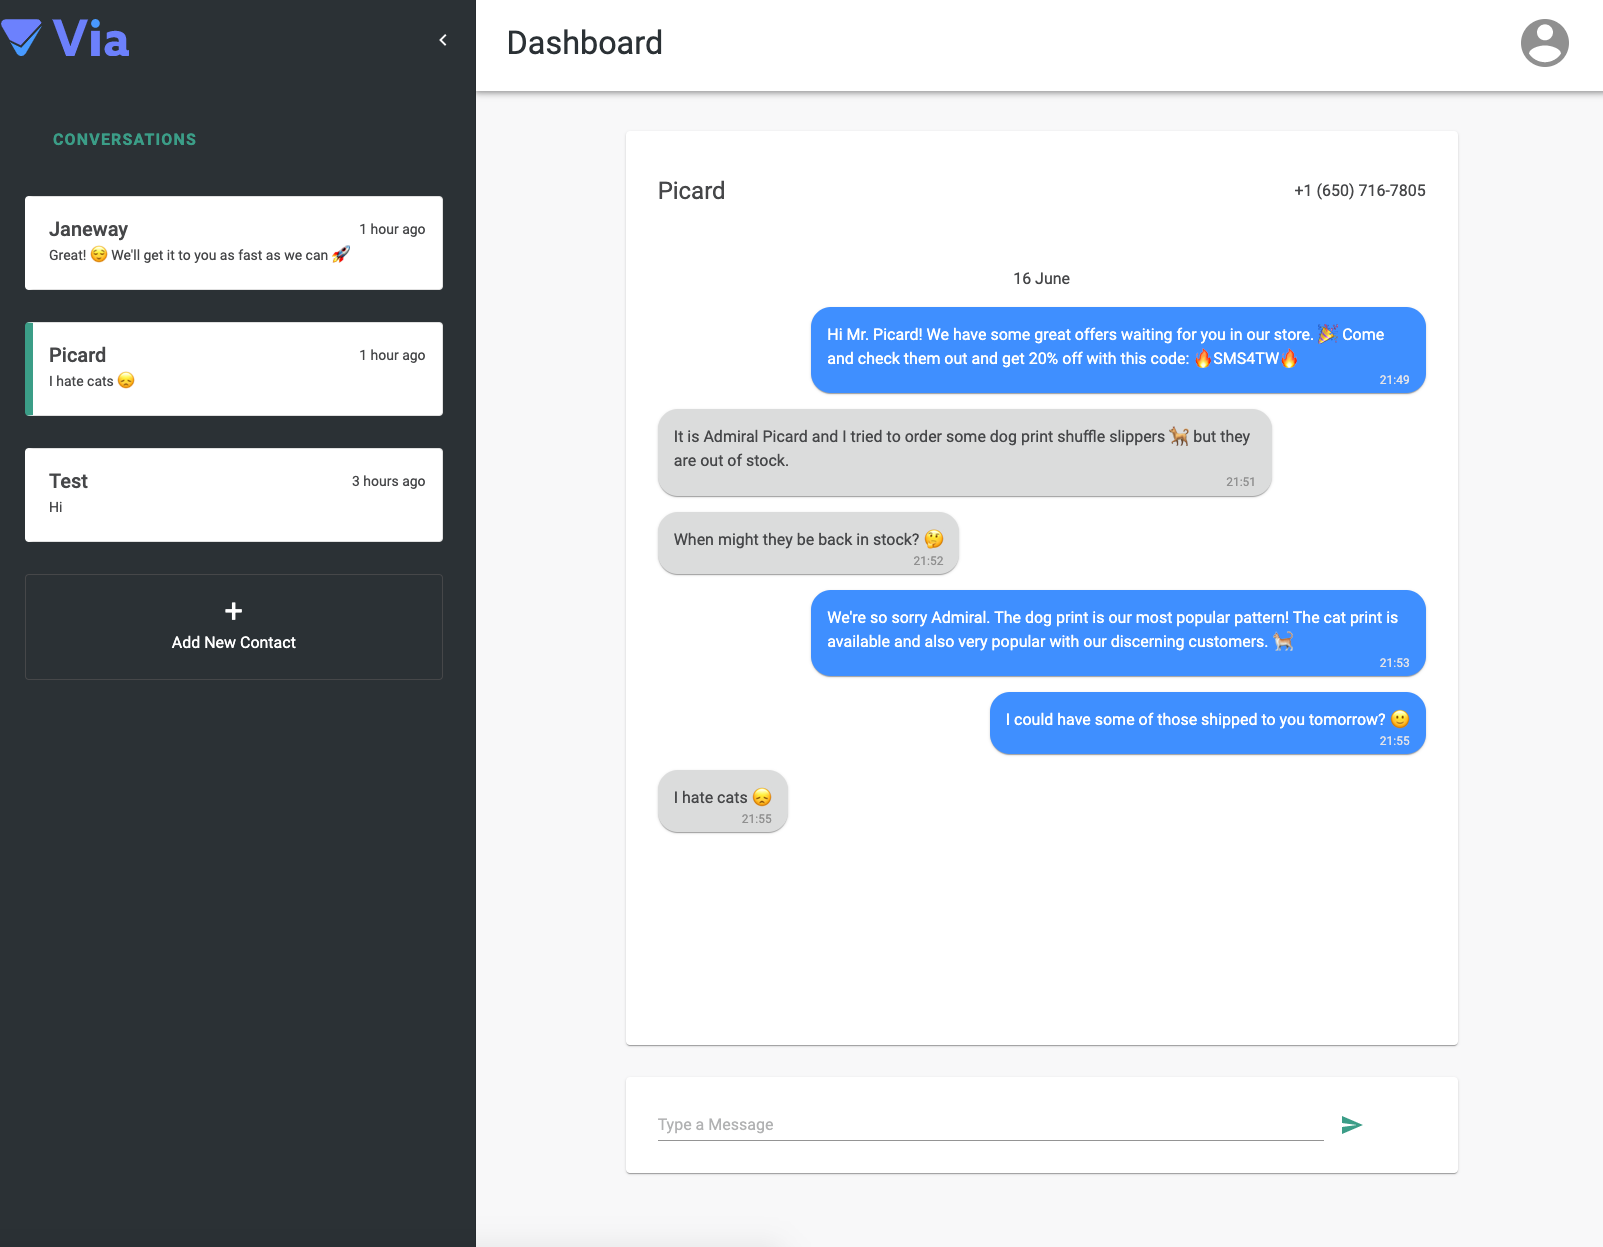 Via
Dashboard
CONVERSATIONS
Janeway
1 hour ago
Great! 😌 We'll get it to you as fast as we can 🚀
Picard
1 hour ago
I hate cats 😞
Test
3 hours ago
Hi
+
Add New Contact
Picard
+1 (650) 716-7805
16 June
Hi Mr. Picard! We have some great offers waiting for you in our store. 🎉 Come
and check them out and get 20% off with this code: 🔥SMS4TW🔥
21:49
It is Admiral Picard and I tried to order some dog print shuffle slippers 🐕 but they
are out of stock.
21:51
When might they be back in stock? 🤔
21:52
We're so sorry Admiral. The dog print is our most popular pattern! The cat print is
available and also very popular with our discerning customers. 🐈
21:53
I could have some of those shipped to you tomorrow? 🙂
21:55
I hate cats 😞
21:55
Type a Message